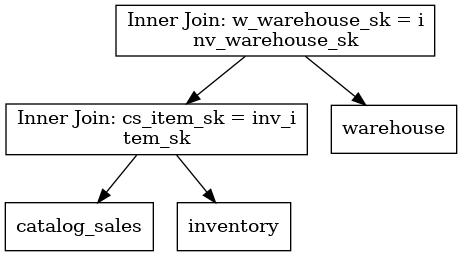 Inner Join: w_warehouse_sk = i
nv_warehouse_sk
Inner Join: cs_item_sk = inv_i
tem_sk
warehouse
catalog_sales
inventory